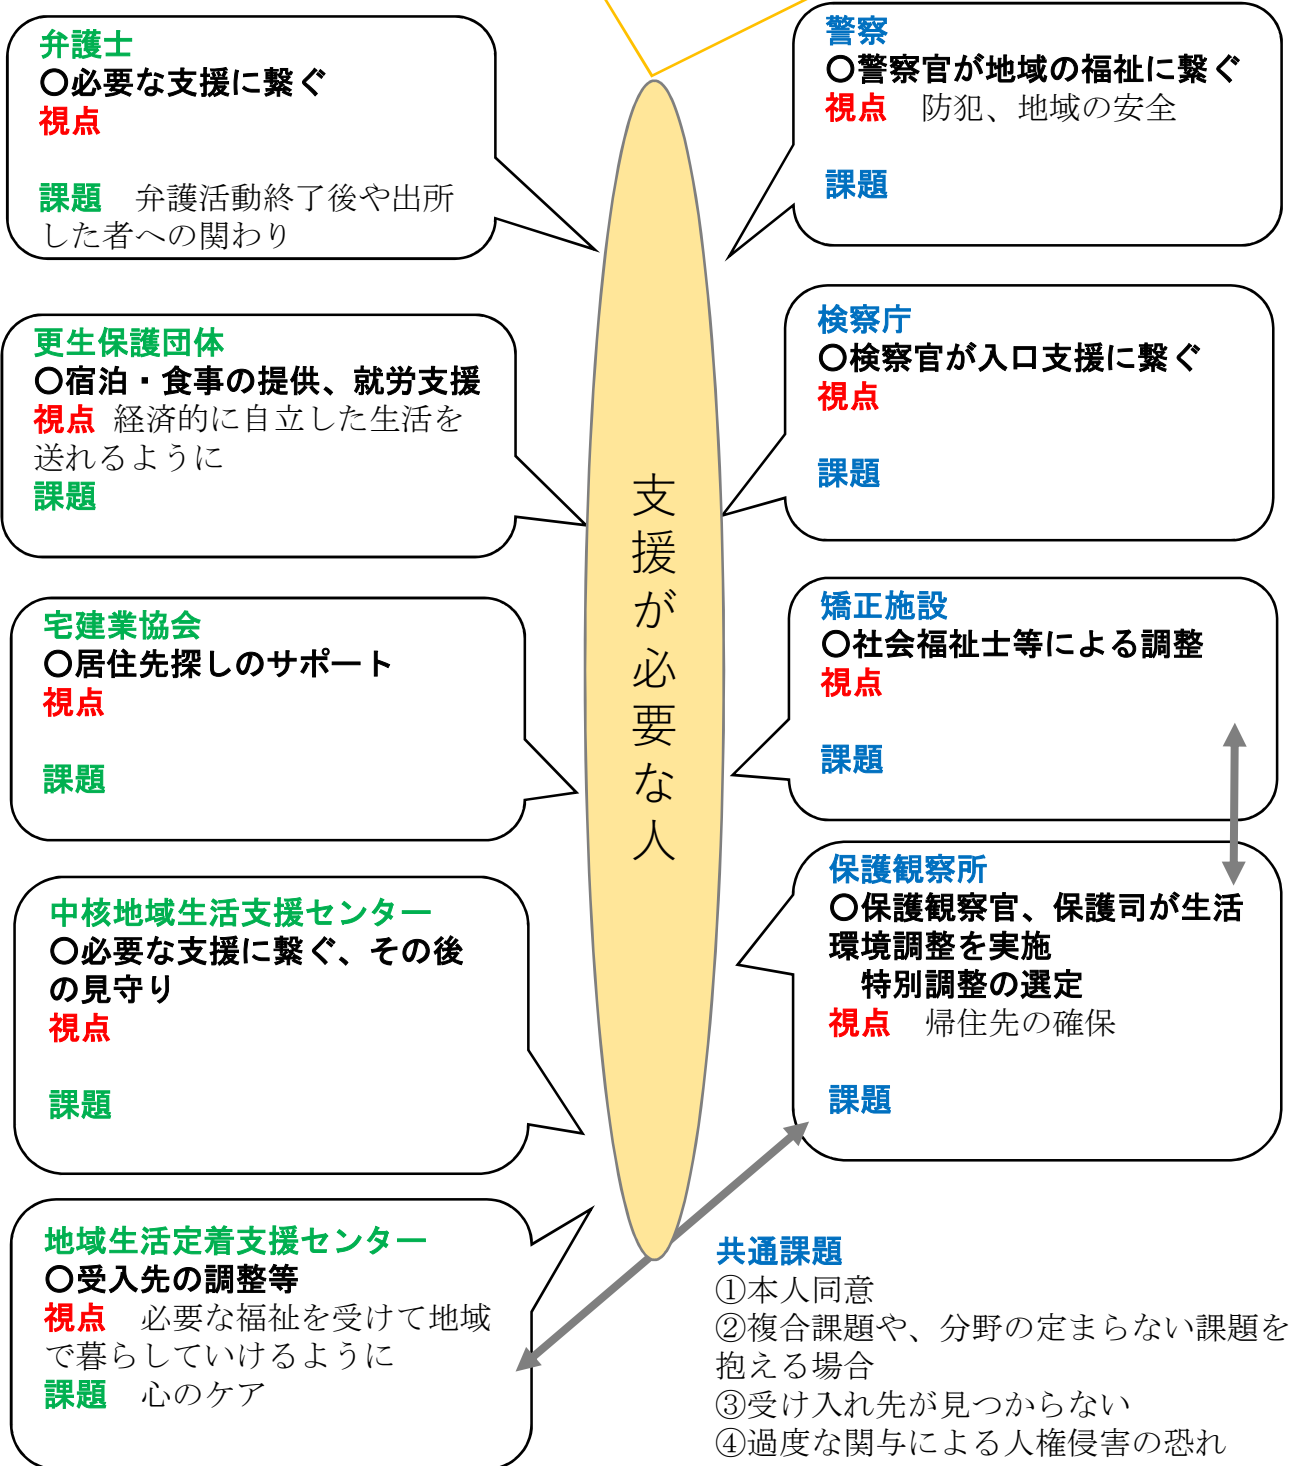 弁護士
〇必要な支援に繋ぐ
視点
課題　弁護活動終了後や出所
した者への関わり
更生保護団体
〇宿泊・食事の提供、就労支援
視点 経済的に自立した生活を
送れるように
課題
宅建業協会
〇居住先探しのサポート
視点
課題
中核地域生活支援センター
〇必要な支援に繋ぐ、その後
の見守り
視点
課題
地域生活定着支援センター
〇受入先の調整等
視点　必要な福祉を受けて地域
で暮らしていけるように
課題　心のケア
支援が必要な人
警察
〇警察官が地域の福祉に繋ぐ
視点　防犯、地域の安全
課題
検察庁
〇検察官が入口支援に繋ぐ
視点
課題
矯正施設
〇社会福祉士等による調整
視点
課題
保護観察所
〇保護観察官、保護司が生活
環境調整を実施
　特別調整の選定
視点　帰住先の確保
課題
共通課題
①本人同意
②複合課題や、分野の定まらない課題を
抱える場合
③受け入れ先が見つからない
④過度な関与による人権侵害の恐れ